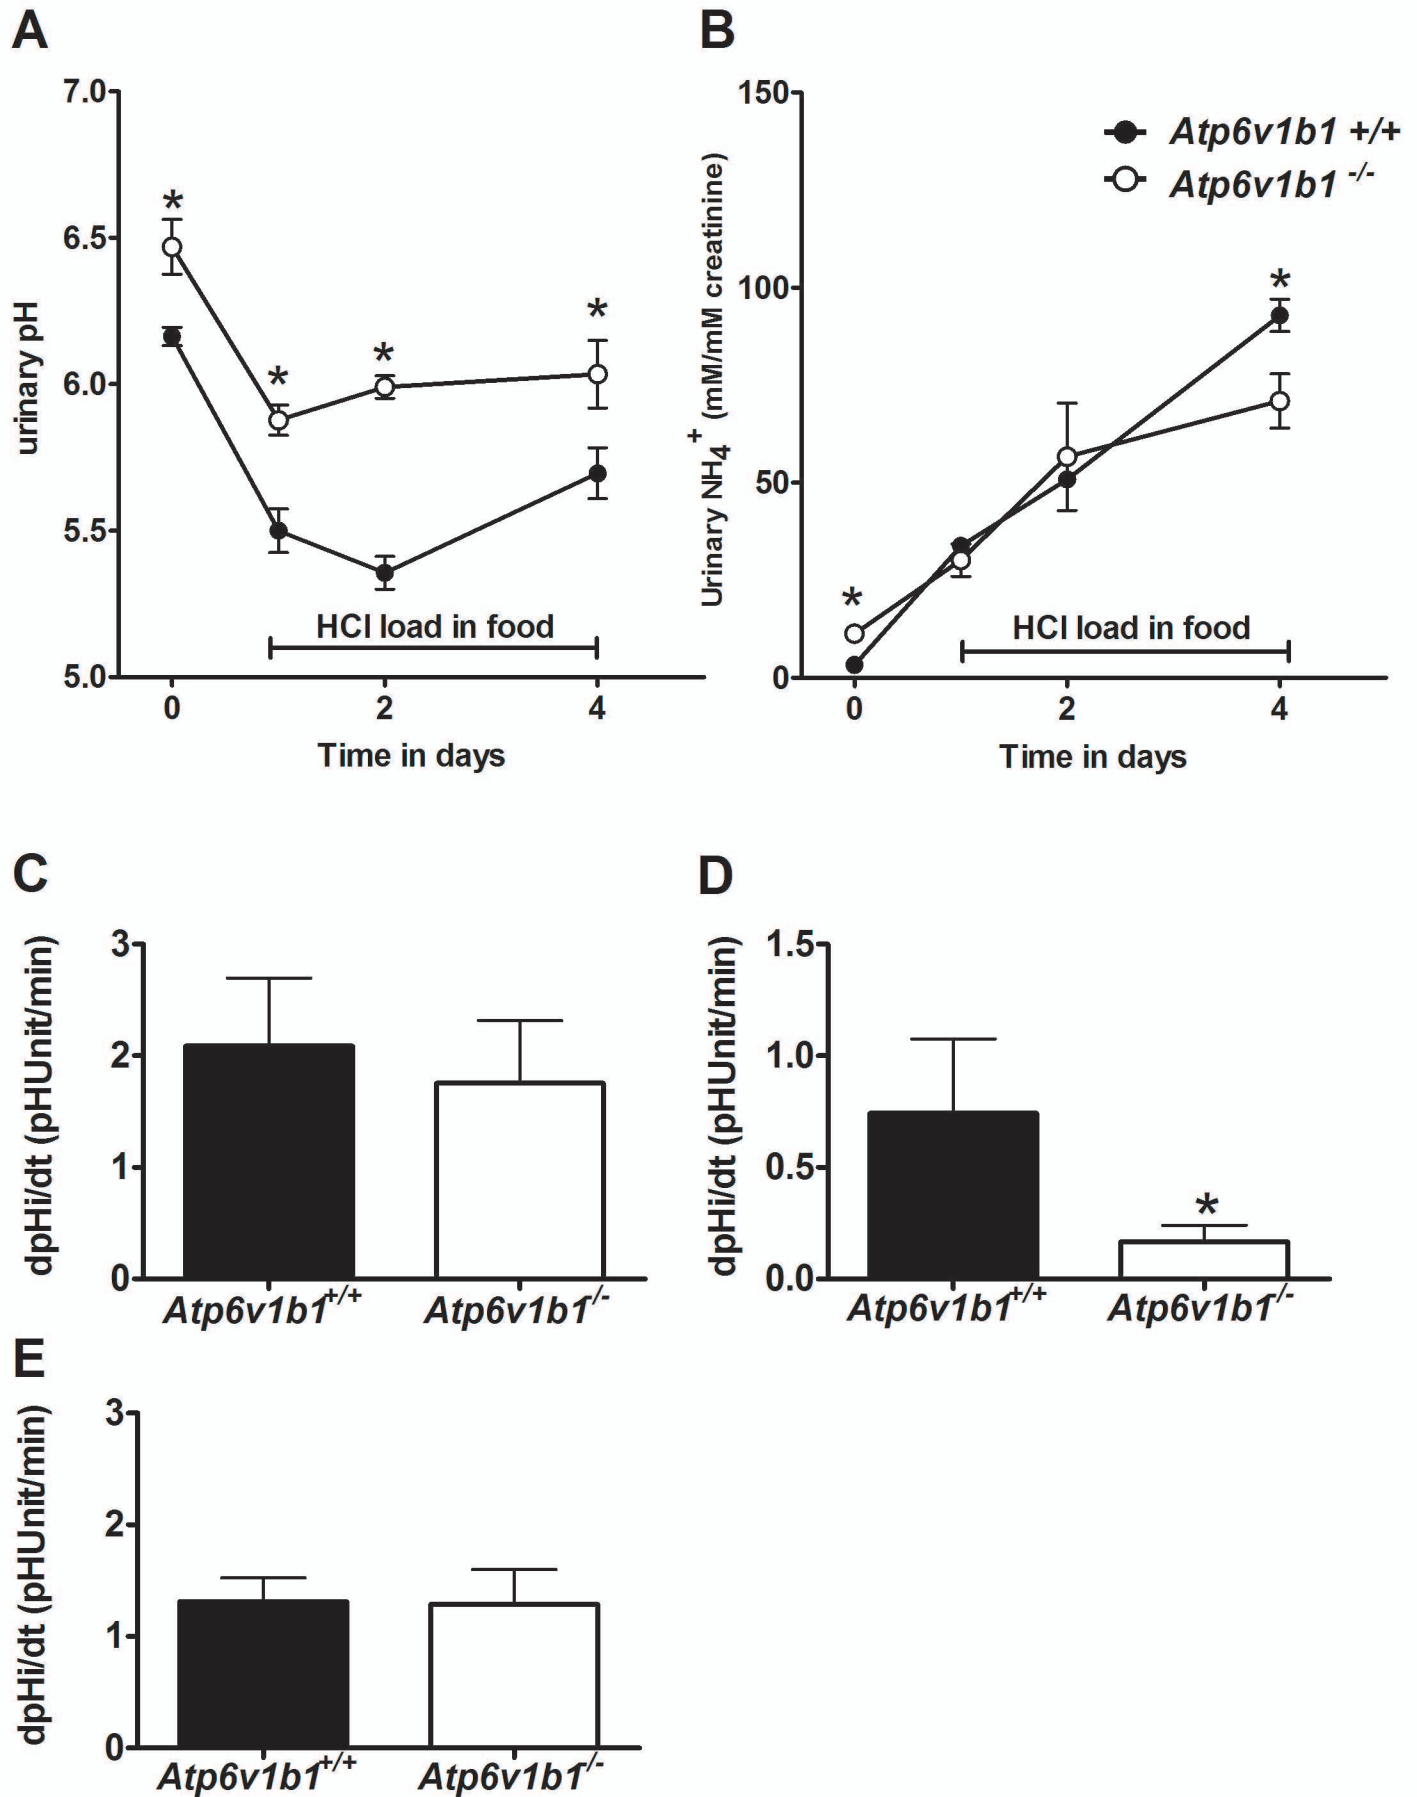 A
7.0
6.5
6.0
5.5
5.0
urinary pH
*
*
*
*
HCl load in food
0 2 4
Time in days
B
150
100
50
0
Urinary NH4+ (mM/mM creatinine)
Atp6v1b1 +/+
Atp6v1b1 -/-
*
*
HCl load in food
0 2 4
Time in days
C
3
2
1
0
dpHi/dt (pHUnit/min)
Atp6v1b1+/+ Atp6v1b1-/-
D
1.5
1.0
0.5
0.0
dpHi/dt (pHUnit/min)
*
Atp6v1b1+/+ Atp6v1b1-/-
E
3
2
1
0
dpHi/dt (pHUnit/min)
Atp6v1b1+/+ Atp6v1b1-/-